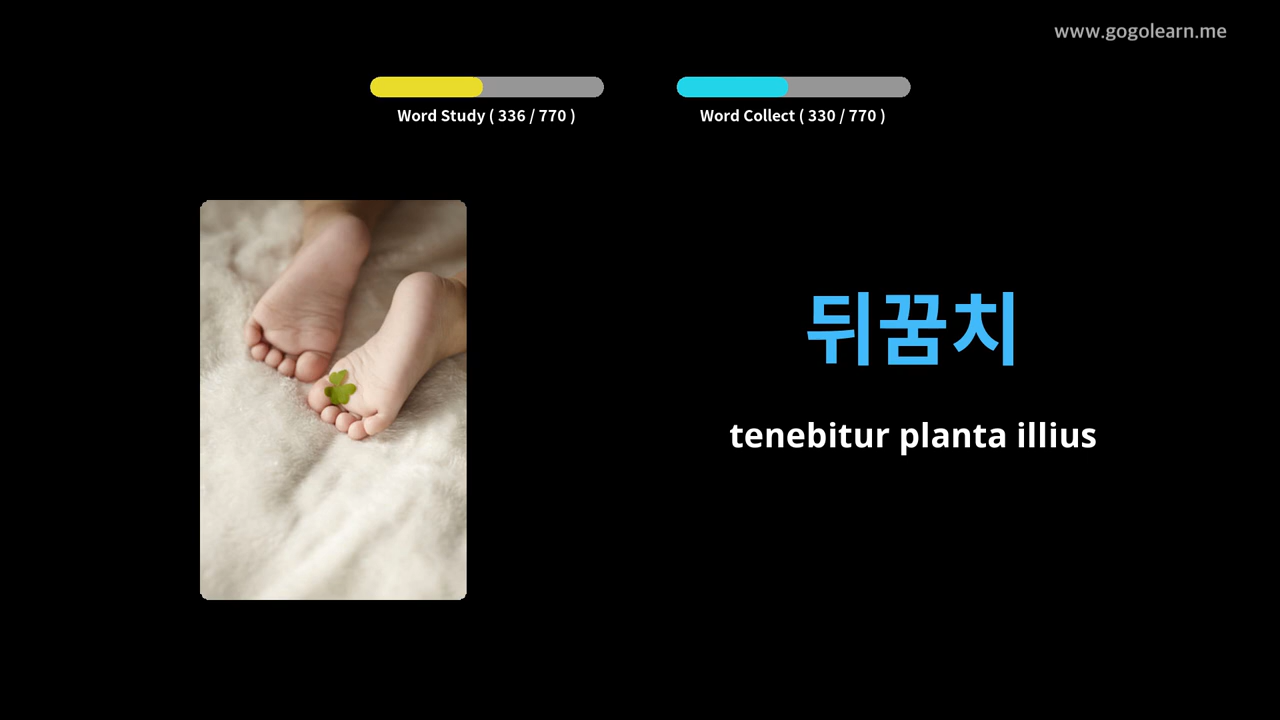 www.gogolearn.me
Word Study ( 336 / 770 )
Word Collect ( 330 / 770 )
뒤꿈치
tenebitur planta illius